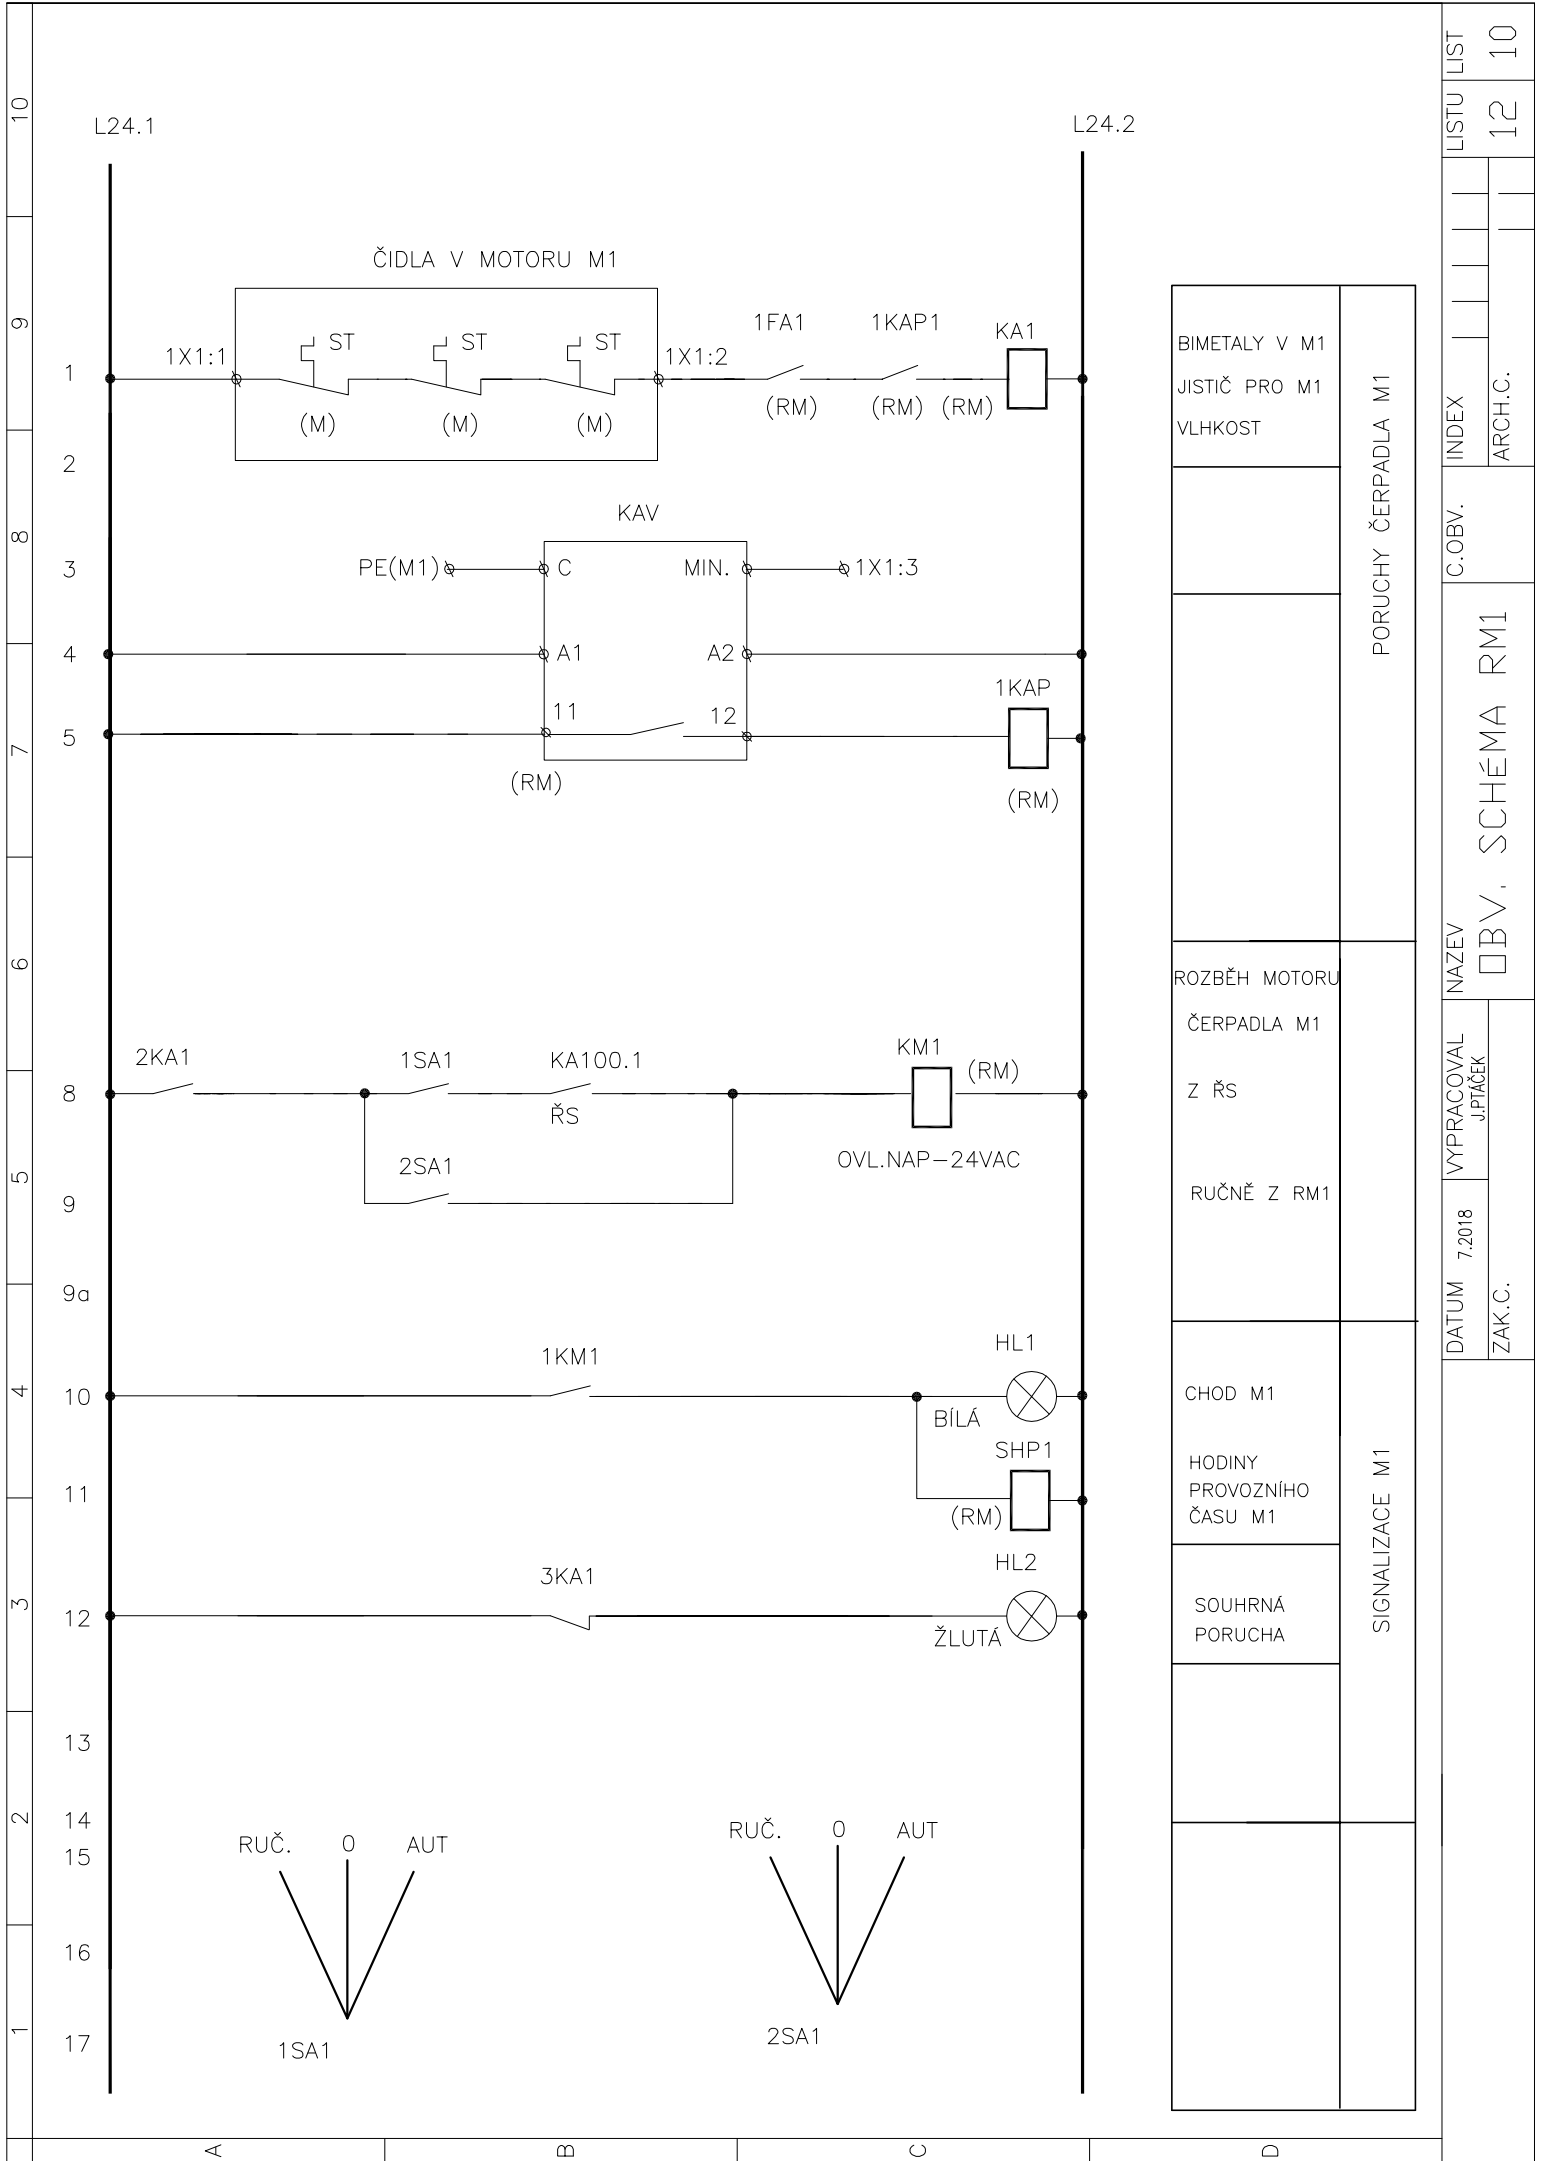 L24.1
L24.2
ČIDLA V MOTORU M1
1
1X1:1
ST
ST
ST
1X1:2
1FA1
1KAP1
KA1
(M)
(M)
(M)
(RM)
(RM)
(RM)
2
KAV
3
PE(M1)
C
MIN.
1X1:3
4
A1
A2
1KAP
5
11
12
(RM)
(RM)
8
2KA1
1SA1
KA100.1
ŘS
KM1
(RM)
2SA1
OVL.NAP-24VAC
9
9a
1KM1
HL1
10
BÍLÁ
SHP1
11
(RM)
3KA1
HL2
12
ŽLUTÁ
13
14
15
16
17
RUČ. 0 AUT
1SA1
RUČ. 0 AUT
2SA1
BIMETALY V M1
JISTIČ PRO M1
VLHKOST
PORUCHY ČERPADLA M1
ROZBĚH MOTORU
ČERPADLA M1
Z ŘS
RUČNĚ Z RM1
CHOD M1
HODINY
PROVOZNÍHO
ČASU M1
SOUHRNÁ
PORUCHA
SIGNALIZACE M1
10
9
8
7
6
5
4
3
2
1
A
B
C
D
DATUM 7.2018
ZAK.C.
VYPRACOVAL
J.PTÁČEK
NAZEV
OBV. SCHÉMA RM1
C.OBV.
INDEX
ARCH.C.
LISTU
12
LIST
10